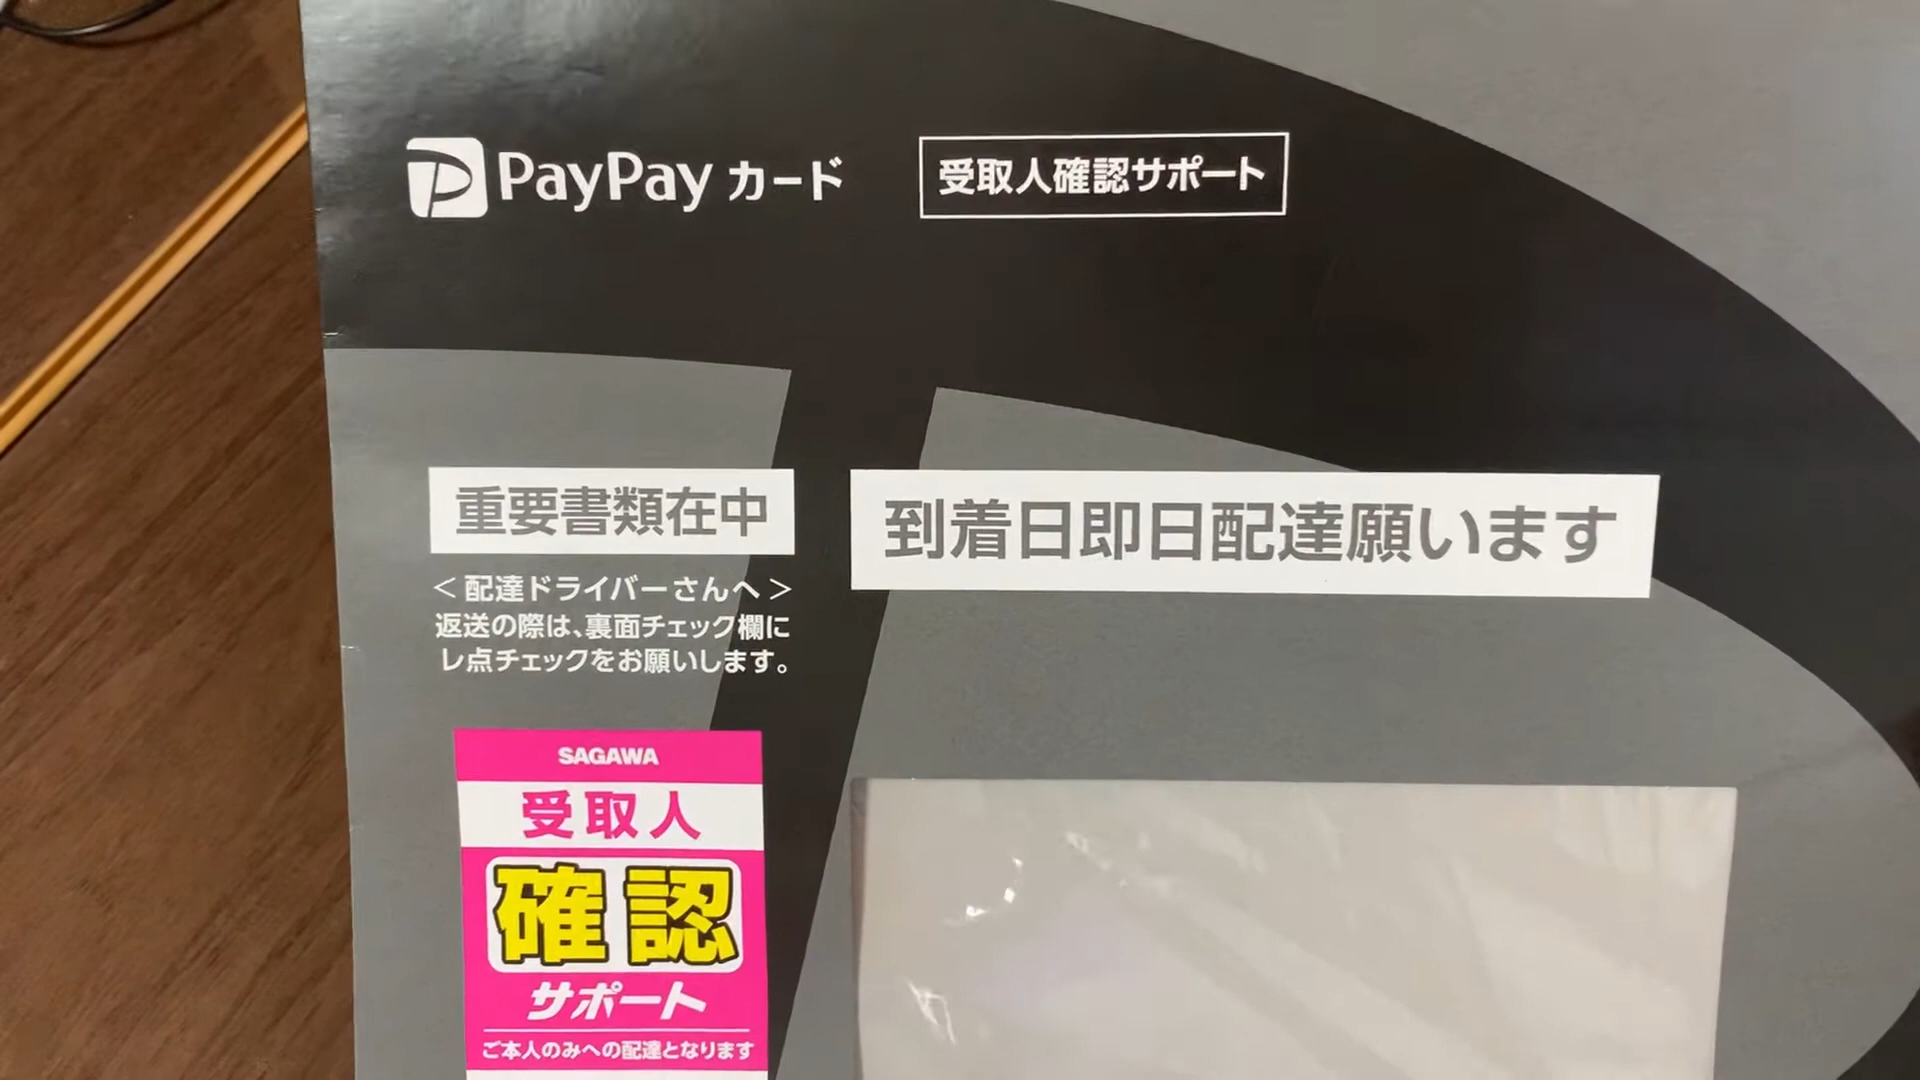 PayPay カード
受取人確認サポート
重要書類在中
到着日即日配達願います
＜配達ドライバーさんへ＞
返送の際は、裏面チェック欄に
レ点チェックをお願いします。
SAGAWA
受取人
確認
サポート
ご本人のみへの配達となります